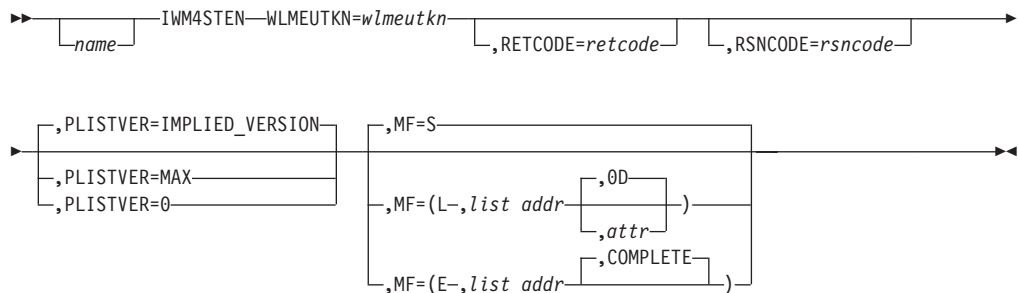 IWM4STEN WLMEUTKN=wlmeutkn
name ,RETCODE=retcode ,RSNCODE=rsncode
,PLISTVER=IMPLIED_VERSION ,MF=S
,PLISTVER=MAX ,0D
,PLISTVER=0 ,MF=(L ,list addr )
,attr
,COMPLETE
,MF=(E ,list addr )